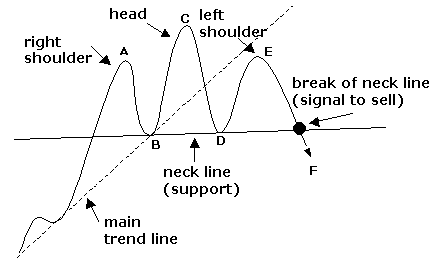 head
C
left
shoulder
right
shoulder
A
E
break of neck line
(signal to sell)
B
D
neck line
(support)
F
main
trend line